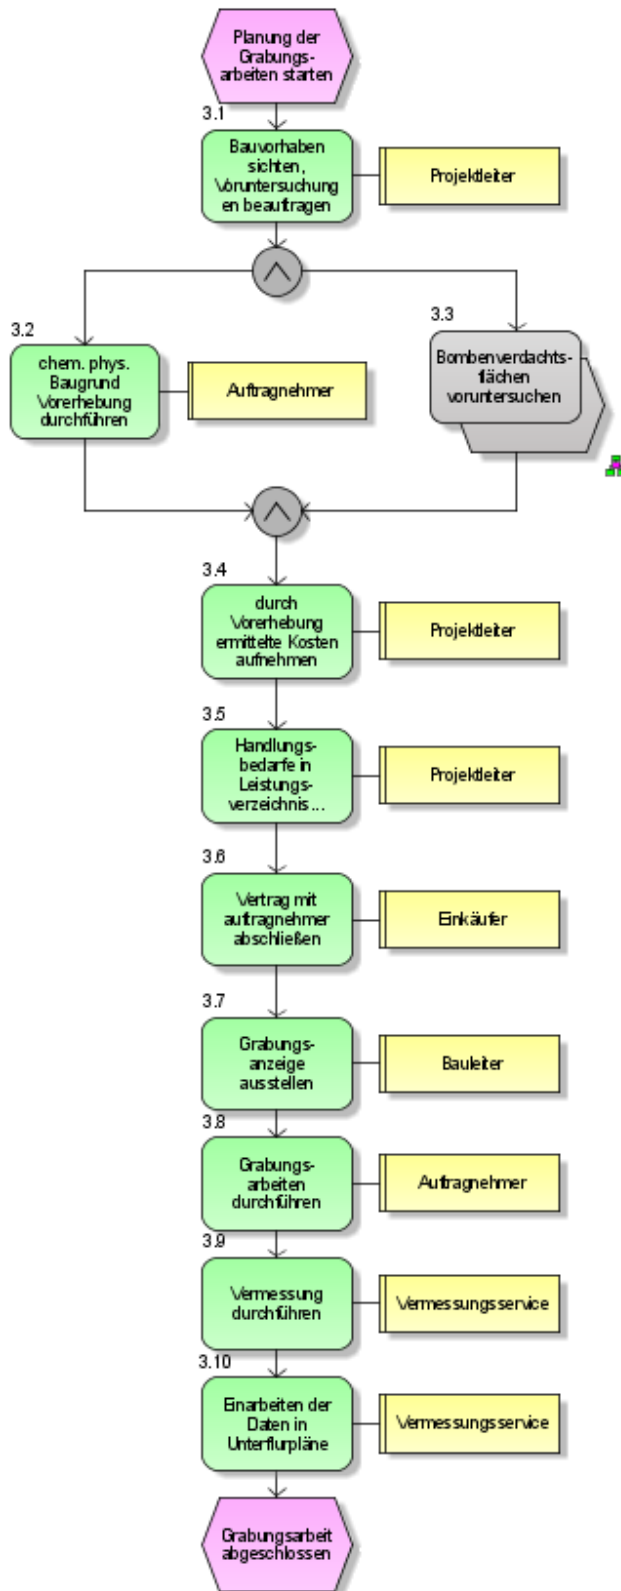 Planung der
Grabungs-
arbeiten starten
3.1
Bauvorhaben
sichten,
Voruntersuchung
en beauftragen
Projektleiter
3.2
chem. phys.
Baugrund
Vorerhebung
durchführen
Auftragnehmer
3.3
Bombenverdachts-
flächen
voruntersuchen
3.4
durch
Vorerhebung
ermittelte Kosten
aufnehmen
Projektleiter
3.5
Handlungs-
bedarfe in
Leistungs-
verzeichnis...
Projektleiter
3.6
Vertrag mit
auftragnehmer
abschließen
Einkäufer
3.7
Grabungs-
anzeige
ausstellen
Bauleiter
3.8
Grabungs-
arbeiten
durchführen
Auftragnehmer
3.9
Vermessung
durchführen
Vermessungsservice
3.10
Einarbeiten der
Daten in
Unterflurpläne
Vermessungsservice
Grabungsarbeit
abgeschlossen